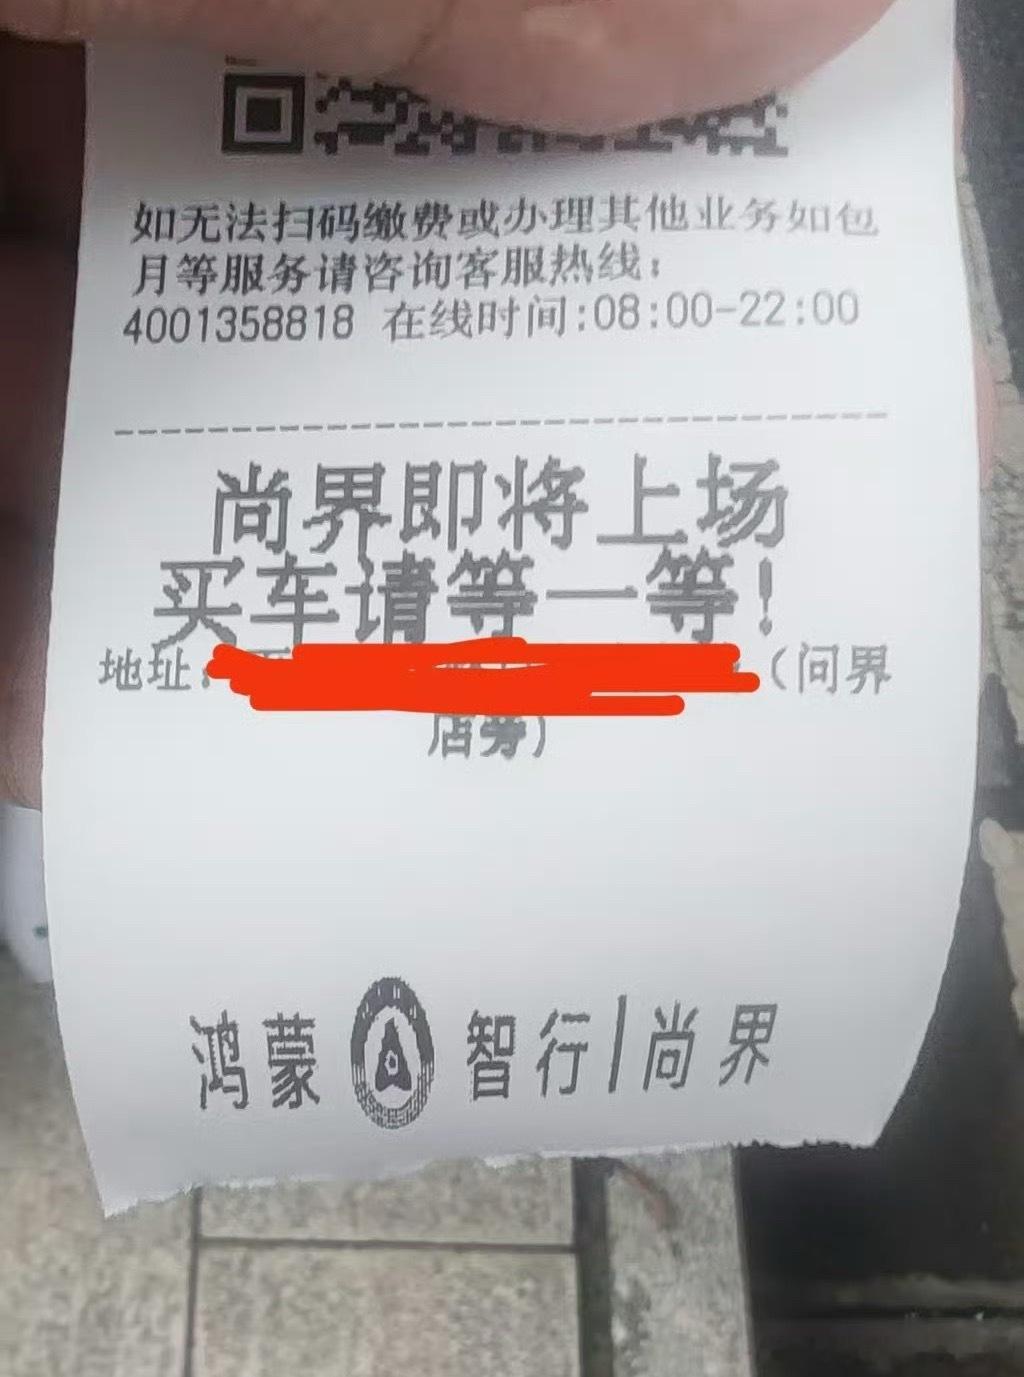 如无法扫码缴费或办理其他业务如包
月等服务请咨询客服热线：
4001358818 在线时间:08:00-22:00
尚界即将上场
买车请等一等!
地址:（问界
店旁）
鸿蒙智行|尚界